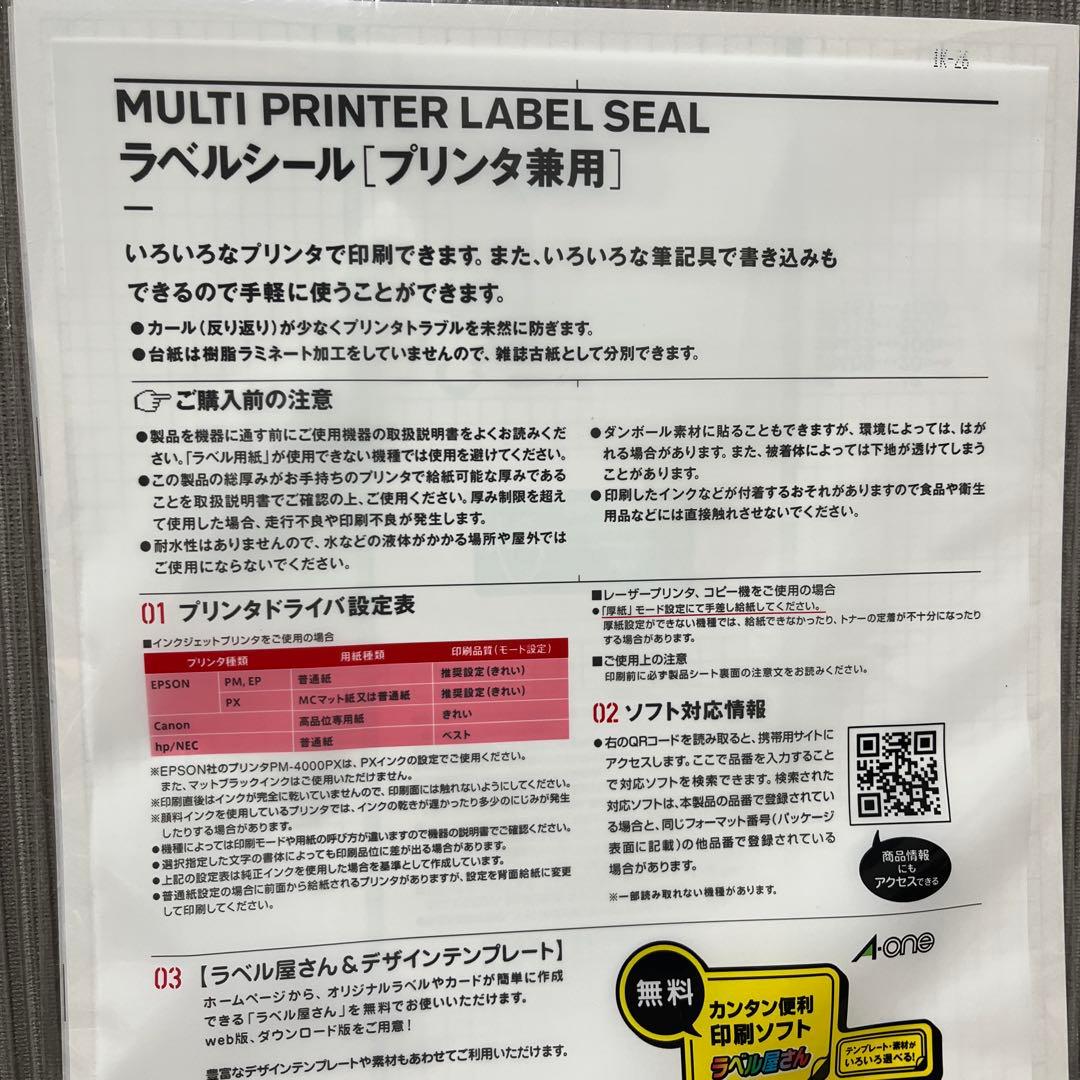 1K-26
MULTI PRINTER LABEL SEAL
ラベルシール［プリンタ兼用］
いろいろなプリンタで印刷できます。また、いろいろな筆記具で書き込みも
できるので手軽に使うことができます。
●カール（反り返り）が少なくプリンタトラブルを未然に防ぎます。
●台紙は樹脂ラミネート加工をしていませんので、雑誌古紙として分別できます。
ご購入前の注意
●製品を機器に通す前にご使用機器の取扱説明書をよくお読みくだ
さい。「ラベル用紙」が使用できない機種では使用を避けてください。
●この製品の総厚みがお手持ちのプリンタで給紙可能な厚みである
ことを取扱説明書でご確認の上、ご使用ください。厚み制限を超え
て使用した場合、走行不良や印刷不良が発生します。
●耐水性はありませんので、水などの液体がかかる場所や屋外では
ご使用にならないでください。
●ダンボール素材に貼ることもできますが、環境によっては、はが
れる場合があります。また、被着体によっては下地が透けてしまう
ことがあります。
●印刷したインクなどが付着するおそれがありますので食品や衛生
用品などには直接触れさせないでください。
01 プリンタドライバ設定表
■インクジェットプリンタをご使用の場合
プリンタ種類 用紙種類 印刷品質（モード設定）
EPSON PM, EP 普通紙 推奨設定（きれい）
PX MCマット紙又は普通紙 推奨設定（きれい）
Canon 高品位専用紙 きれい
hp/NEC 普通紙 ベスト
※EPSON社のプリンタPM-4000PXは、PXインクの設定でご使用ください。
また、マットブラックインクはご使用いただけません。
※印刷直後はインクが完全に乾いていませんので、印刷面には触れないようにしてください。
※顔料インクを使用しているプリンタでは、インクの乾きが遅かったり多少のにじみが発生
したりする場合があります。
●機種によっては印刷モードや用紙の呼び方が違いますので機器の説明書でご確認ください。
●選択指定した文字の書体によっても印刷品位に差が出る場合があります。
●上記の設定表は純正インクを使用した場合を基準として作成しています。
●普通紙設定の場合に前面から給紙されるプリンタがありますが、設定を背面給紙に変更
して印刷してください。
■レーザープリンタ、コピー機をご使用の場合
●「厚紙」モード設定にて手差し給紙してください。
厚紙設定ができない機種では、給紙できなかったり、トナーの定着が不十分になったり
する場合があります。
■ご使用上の注意
印刷前に必ず製品シート裏面の注意文をお読みください。
02 ソフト対応情報
●右のQRコードを読み取ると、携帯用サイトに
アクセスします。ここで品番を入力すること
で対応ソフトを検索できます。検索された
対応ソフトは、本製品の品番で登録されてい
る場合と、同じフォーマット番号（パッケージ
表面に記載）の他品番で登録されている
場合があります。
※一部読み取れない機種があります。
商品情報
にも
アクセスできる
03 【ラベル屋さん＆デザインテンプレート】
ホームページから、オリジナルラベルやカードが簡単に作成
できる「ラベル屋さん」を無料でお使いいただけます。
web版、ダウンロード版をご用意！
豊富なデザインテンプレートや素材もあわせてご利用いただけます。
A-one
無料
カンタン便利
印刷ソフト
ラベル屋さん
テンプレート・素材が
いろいろ選べる！